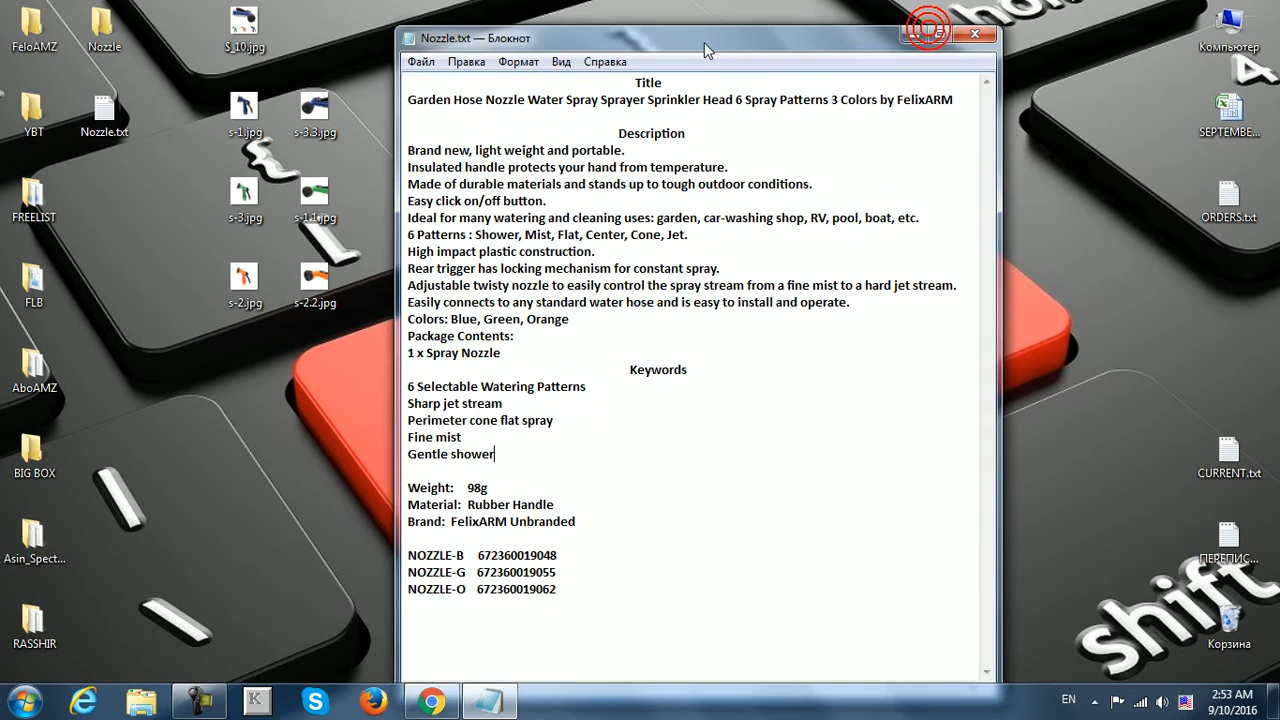 FeloAMZ
Nozzle
S_10.jpg
YBT
Nozzle.txt
s-1.jpg
s-3.3.jpg
FREELIST
s-3.jpg
s-1.1.jpg
FLB
s-2.jpg
s-2.2.jpg
AboAMZ
BIG BOX
Asin_Spect...
RASSHIR
Nozzle.txt — Блокнот
Файл Правка Формат Вид Справка
Title
Garden Hose Nozzle Water Spray Sprayer Sprinkler Head 6 Spray Patterns 3 Colors by FelixARM
Description
Brand new, light weight and portable.
Insulated handle protects your hand from temperature.
Made of durable materials and stands up to tough outdoor conditions.
Easy click on/off button.
Ideal for many watering and cleaning uses: garden, car-washing shop, RV, pool, boat, etc.
6 Patterns : Shower, Mist, Flat, Center, Cone, Jet.
High impact plastic construction.
Rear trigger has locking mechanism for constant spray.
Adjustable twisty nozzle to easily control the spray stream from a fine mist to a hard jet stream.
Easily connects to any standard water hose and is easy to install and operate.
Colors: Blue, Green, Orange
Package Contents:
1 x Spray Nozzle
Keywords
6 Selectable Watering Patterns
Sharp jet stream
Perimeter cone flat spray
Fine mist
Gentle shower
Weight: 98g
Material: Rubber Handle
Brand: FelixARM Unbranded
NOZZLE-B 672360019048
NOZZLE-G 672360019055
NOZZLE-O 672360019062
Компьютер
4
SEPTEMBE...
ORDERS.txt
CURRENT.txt
ПЕРЕПИС...
Корзина
shift
EN
2:53 AM
9/10/2016